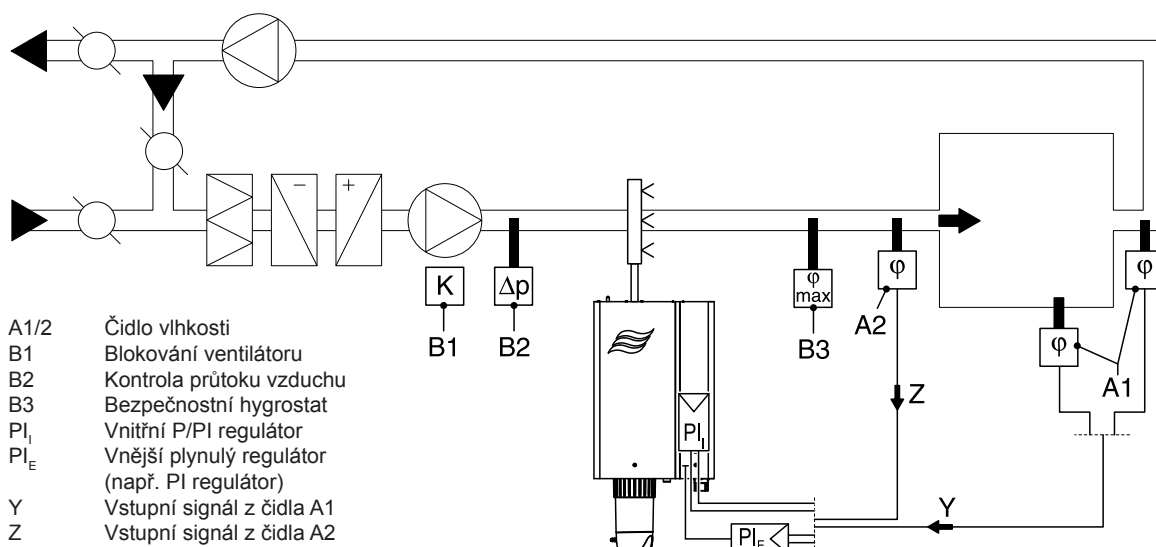 − +
K Δp φ max φ φ φ
B1 B2 B3 A2 A1
Z
Y
PII
PIE
A1/2 Čidlo vlhkosti
B1 Blokování ventilátoru
B2 Kontrola průtoku vzduchu
B3 Bezpečnostní hygrostat
PII Vnitřní P/PI regulátor
PIE Vnější plynulý regulátor
(např. PI regulátor)
Y Vstupní signál z čidla A1
Z Vstupní signál z čidla A2